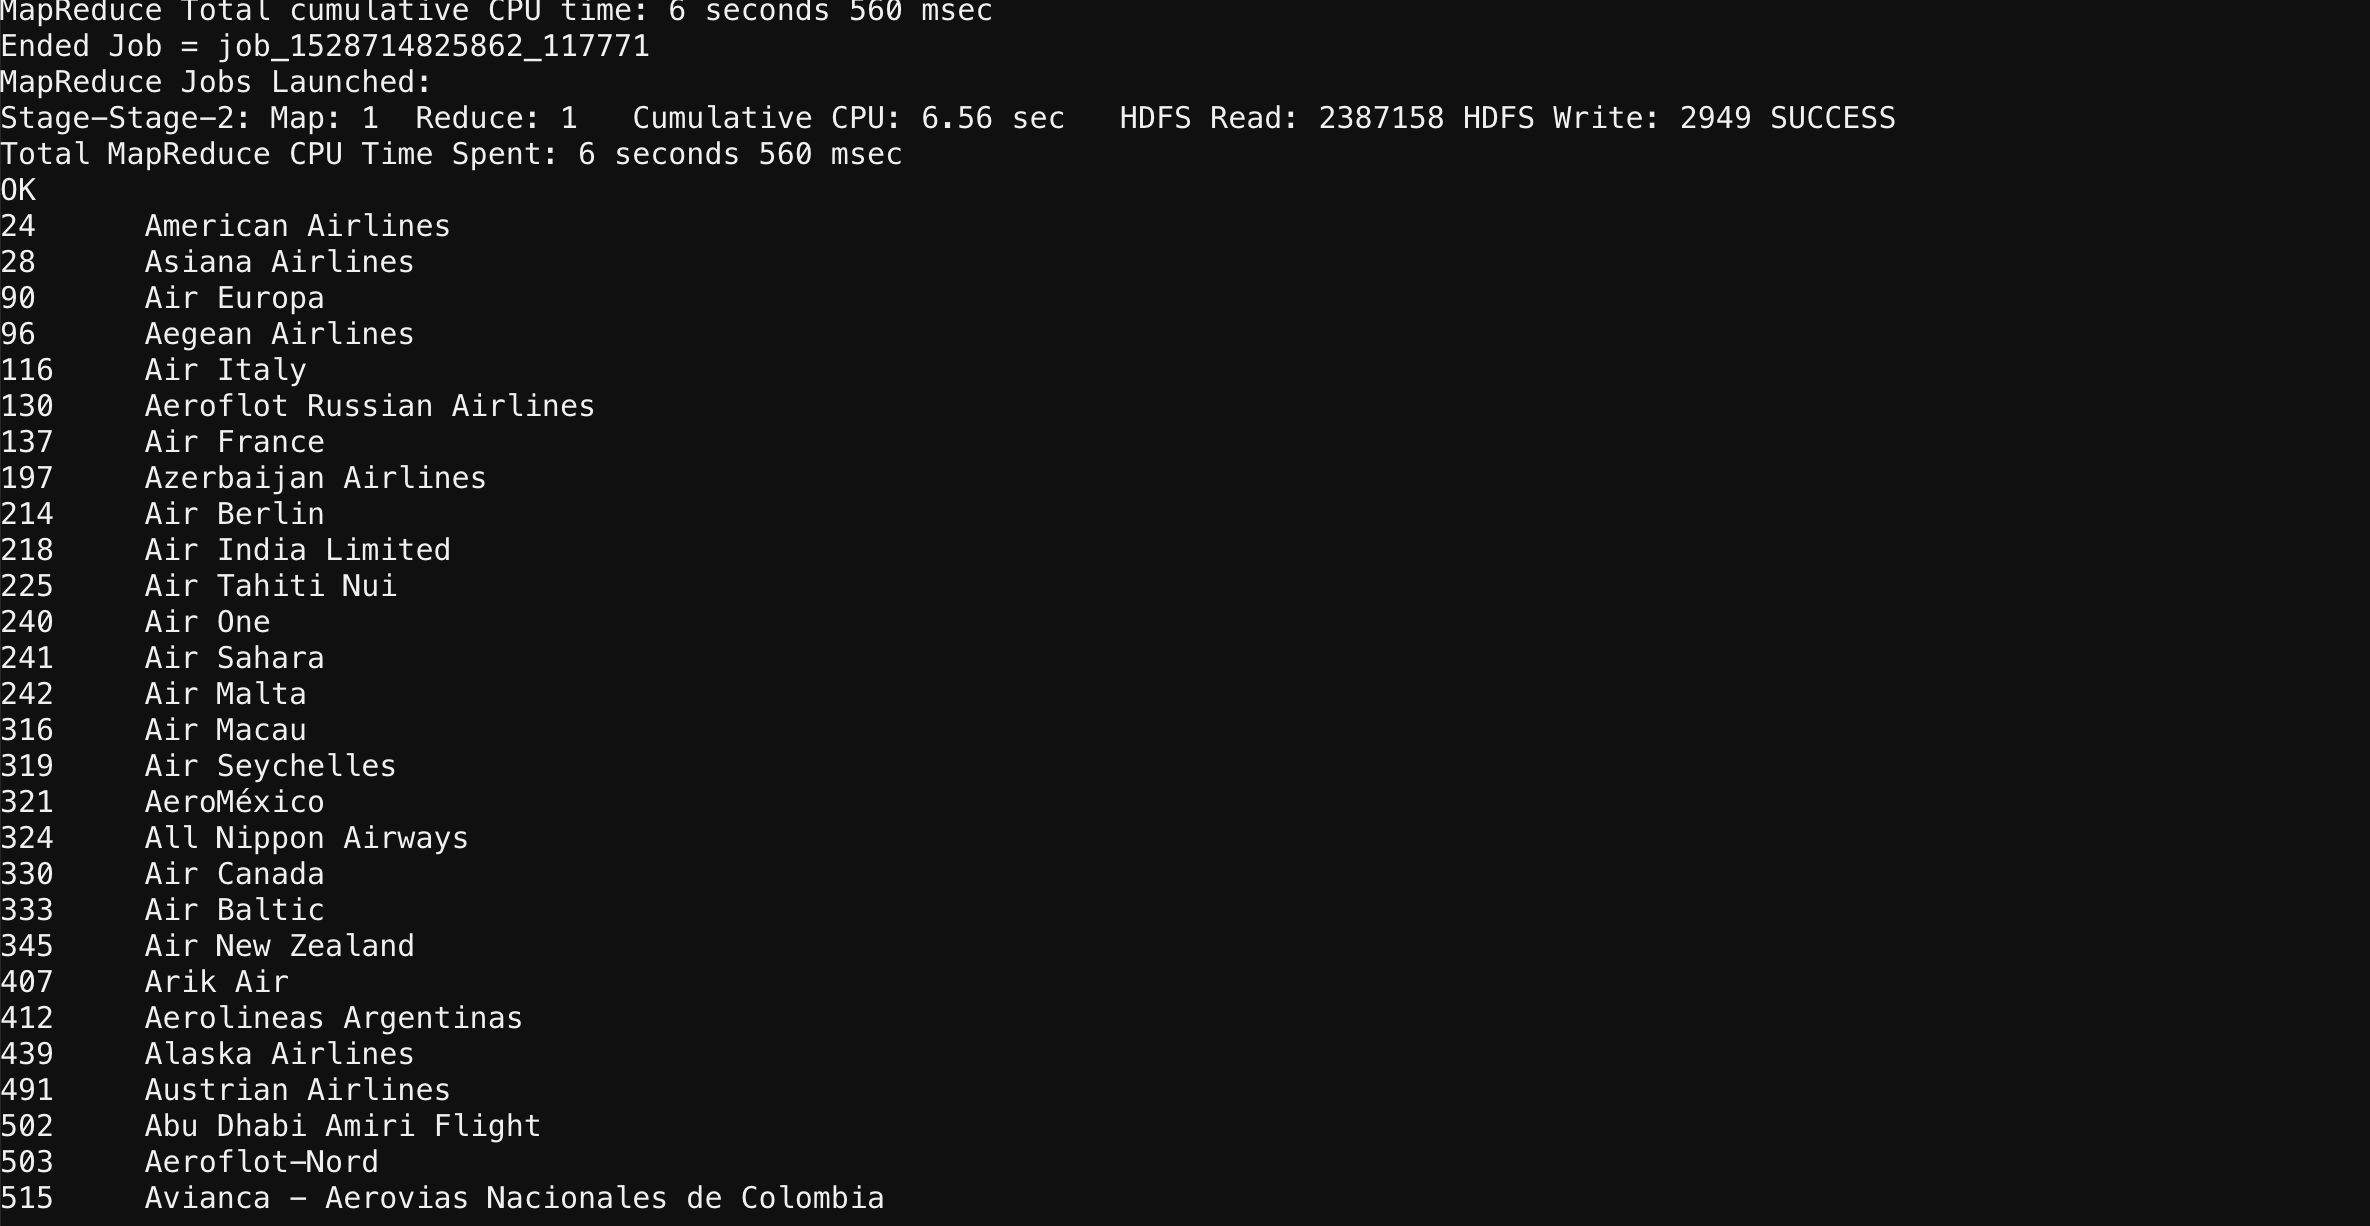 MapReduce Total cumulative CPU time: 6 seconds 560 msec
Ended Job = job_1528714825862_117771
MapReduce Jobs Launched:
Stage-Stage-2: Map: 1  Reduce: 1   Cumulative CPU: 6.56 sec   HDFS Read: 2387158 HDFS Write: 2949 SUCCESS
Total MapReduce CPU Time Spent: 6 seconds 560 msec
OK
24      American Airlines
28      Asiana Airlines
90      Air Europa
96      Aegean Airlines
116     Air Italy
130     Aeroflot Russian Airlines
137     Air France
197     Azerbaijan Airlines
214     Air Berlin
218     Air India Limited
225     Air Tahiti Nui
240     Air One
241     Air Sahara
242     Air Malta
316     Air Macau
319     Air Seychelles
321     AeroMéxico
324     All Nippon Airways
330     Air Canada
333     Air Baltic
345     Air New Zealand
407     Arik Air
412     Aerolineas Argentinas
439     Alaska Airlines
491     Austrian Airlines
502     Abu Dhabi Amiri Flight
503     Aeroflot-Nord
515     Avianca - Aerovias Nacionales de Colombia